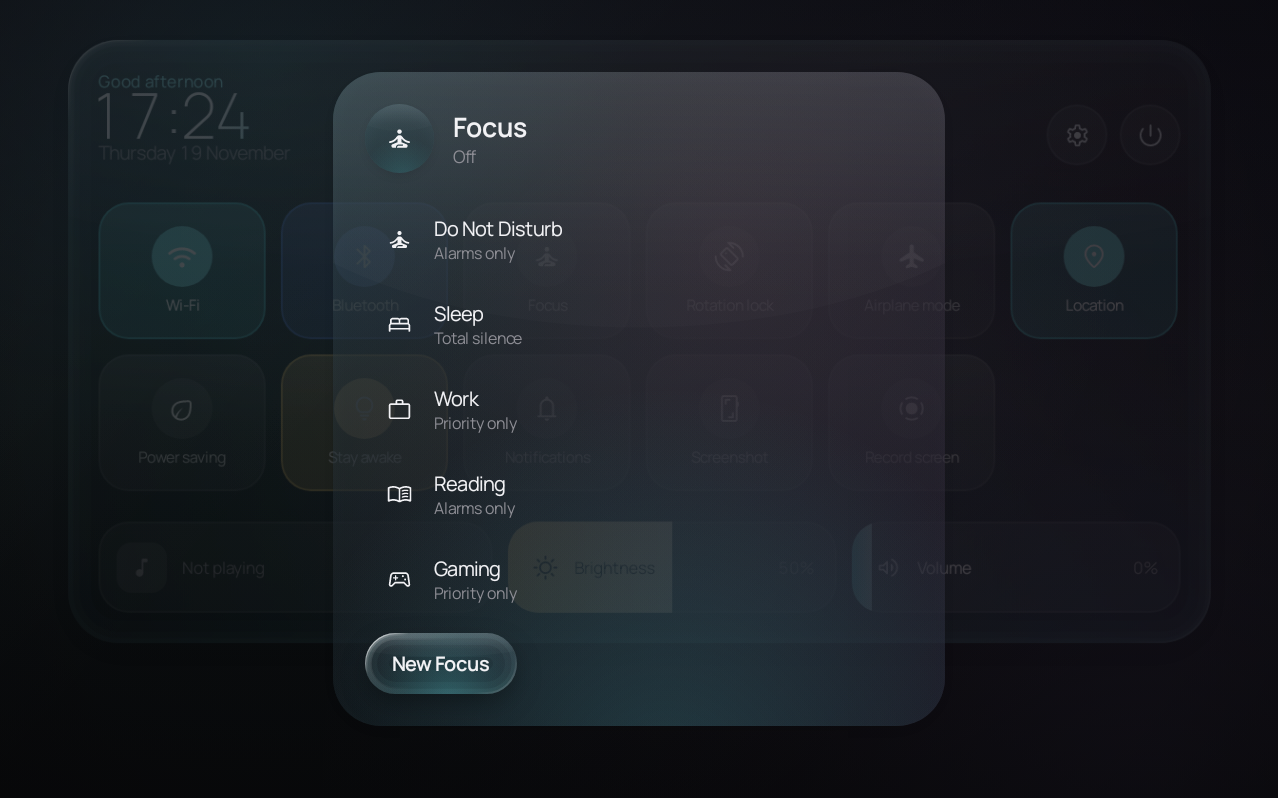 Good afternoon
17:24
Thursday 19 November
Focus
Off
Do Not Disturb
Alarms only
Sleep
Total silence
Work
Priority only
Reading
Alarms only
Gaming
Priority only
New Focus
Wi-Fi
Bluetooth
Focus
Rotation lock
Airplane mode
Location
Power saving
Stay awake
Notifications
Screenshot
Record screen
Not playing
Brightness
50%
Volume
0%